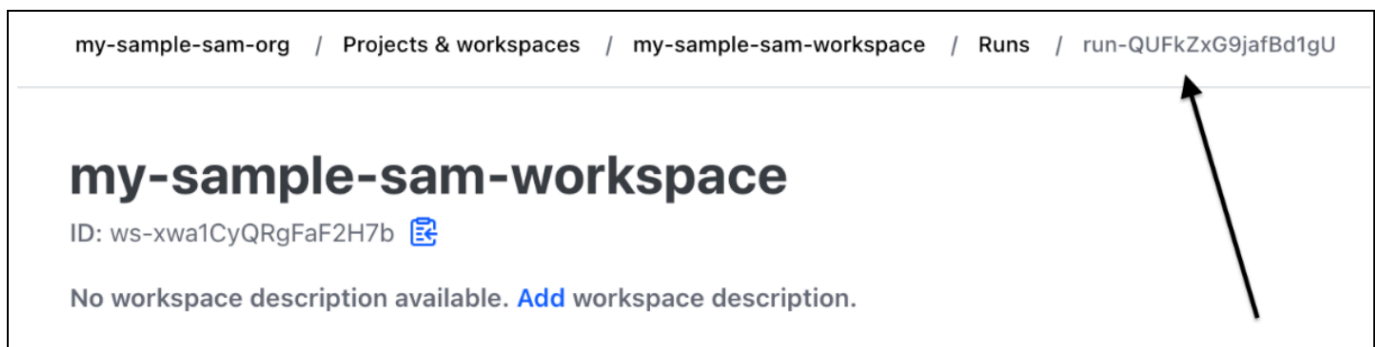 my-sample-sam-org / Projects & workspaces / my-sample-sam-workspace / Runs / run-QUFkZxG9jafBd1gU
my-sample-sam-workspace
ID: ws-xwa1CyQRgFaF2H7b
No workspace description available. Add workspace description.